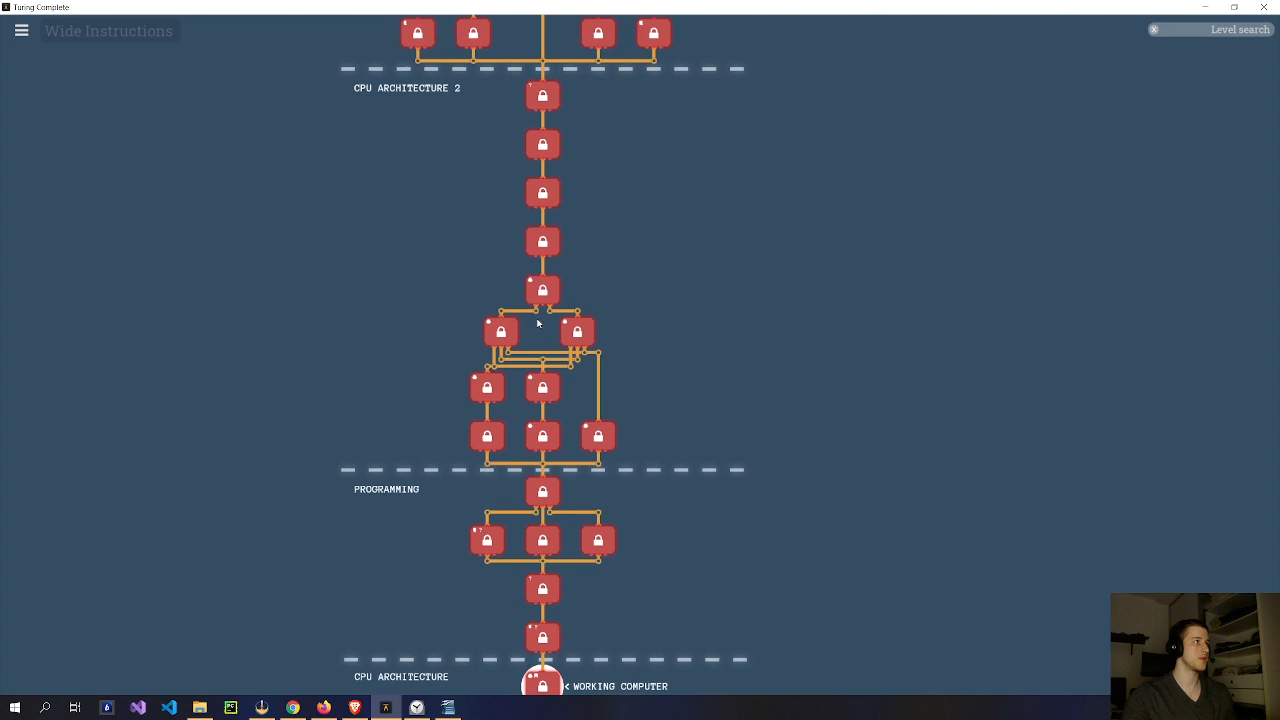 Turing Complete
Wide Instructions
Level search
CPU ARCHITECTURE 2
PROGRAMMING
CPU ARCHITECTURE
< WORKING COMPUTER